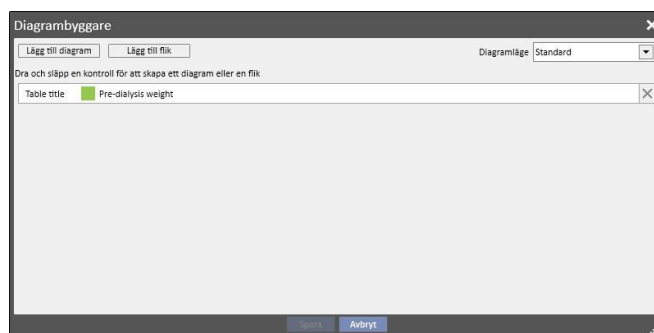 Diagrambyggare
Lägg till diagram Lägg till flik Diagramläge Standard
Dra och släpp en kontroll för att skapa ett diagram eller en flik
Table title Pre-dialysis weight
Spara Avbryt